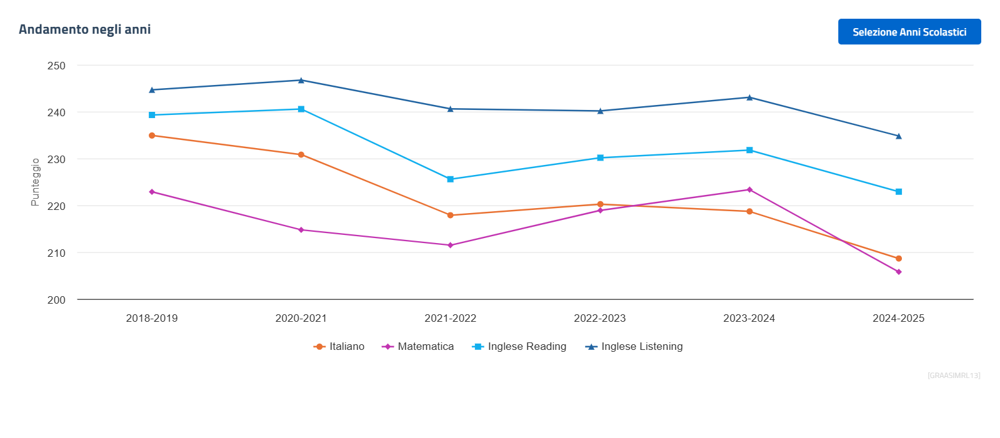 Andamento negli anni
Selezione Anni Scolastici
250
240
230
220
210
200
Punteggio
2018-2019 2020-2021 2021-2022 2022-2023 2023-2024 2024-2025
Italiano Matematica Inglese Reading Inglese Listening
[GRAASIMRL13]